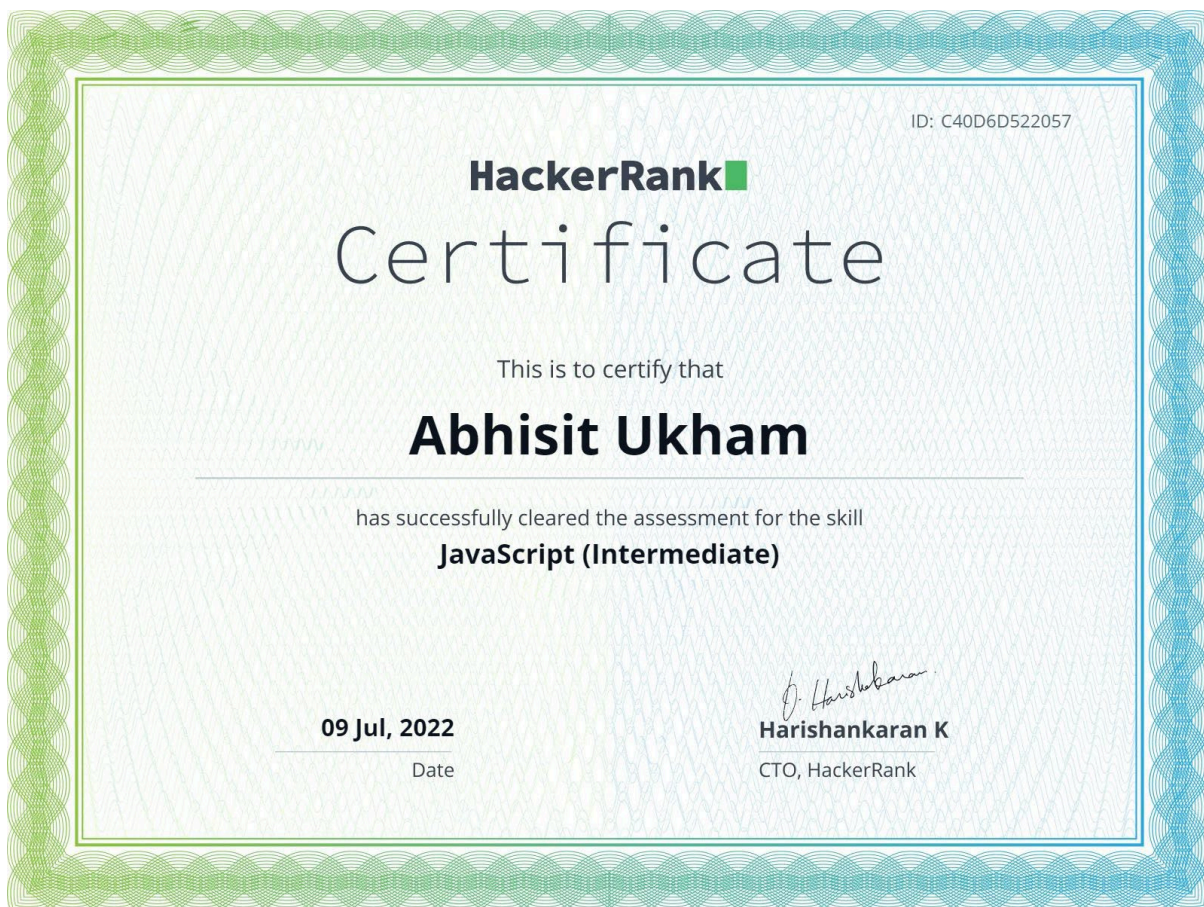 ID: C40D6D522057
HackerRank
Certificate
This is to certify that
Abhisit Ukham
has successfully cleared the assessment for the skill
JavaScript (Intermediate)
09 Jul, 2022
Date
Harishankaran K
CTO, HackerRank